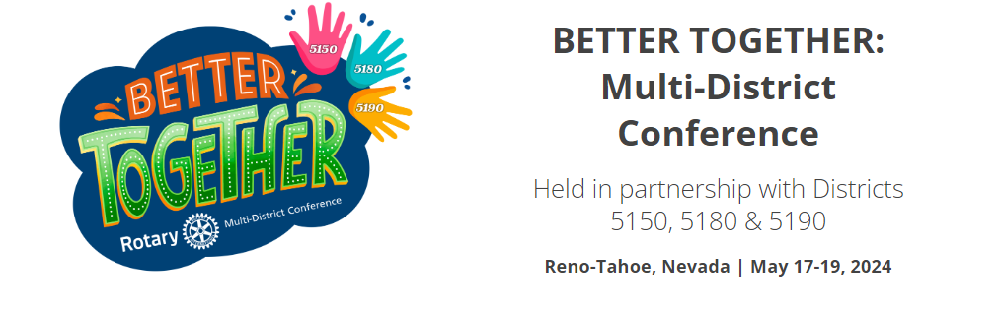 5150
5180
5190
BETTER
TOGETHER
Rotary
Multi-District Conference
BETTER TOGETHER:
Multi-District
Conference
Held in partnership with Districts
5150, 5180 & 5190
Reno-Tahoe, Nevada | May 17-19, 2024